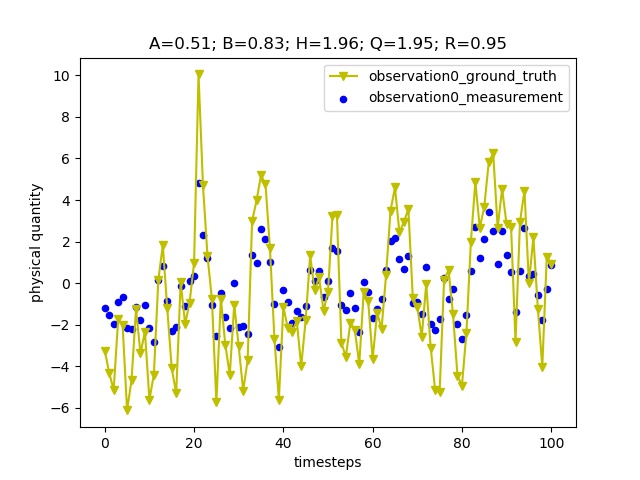 A=0.51; B=0.83; H=1.96; Q=1.95; R=0.95
observation0_ground_truth
observation0_measurement
physical quantity
10
8
6
4
2
0
−2
−4
−6
0 20 40 60 80 100
timesteps